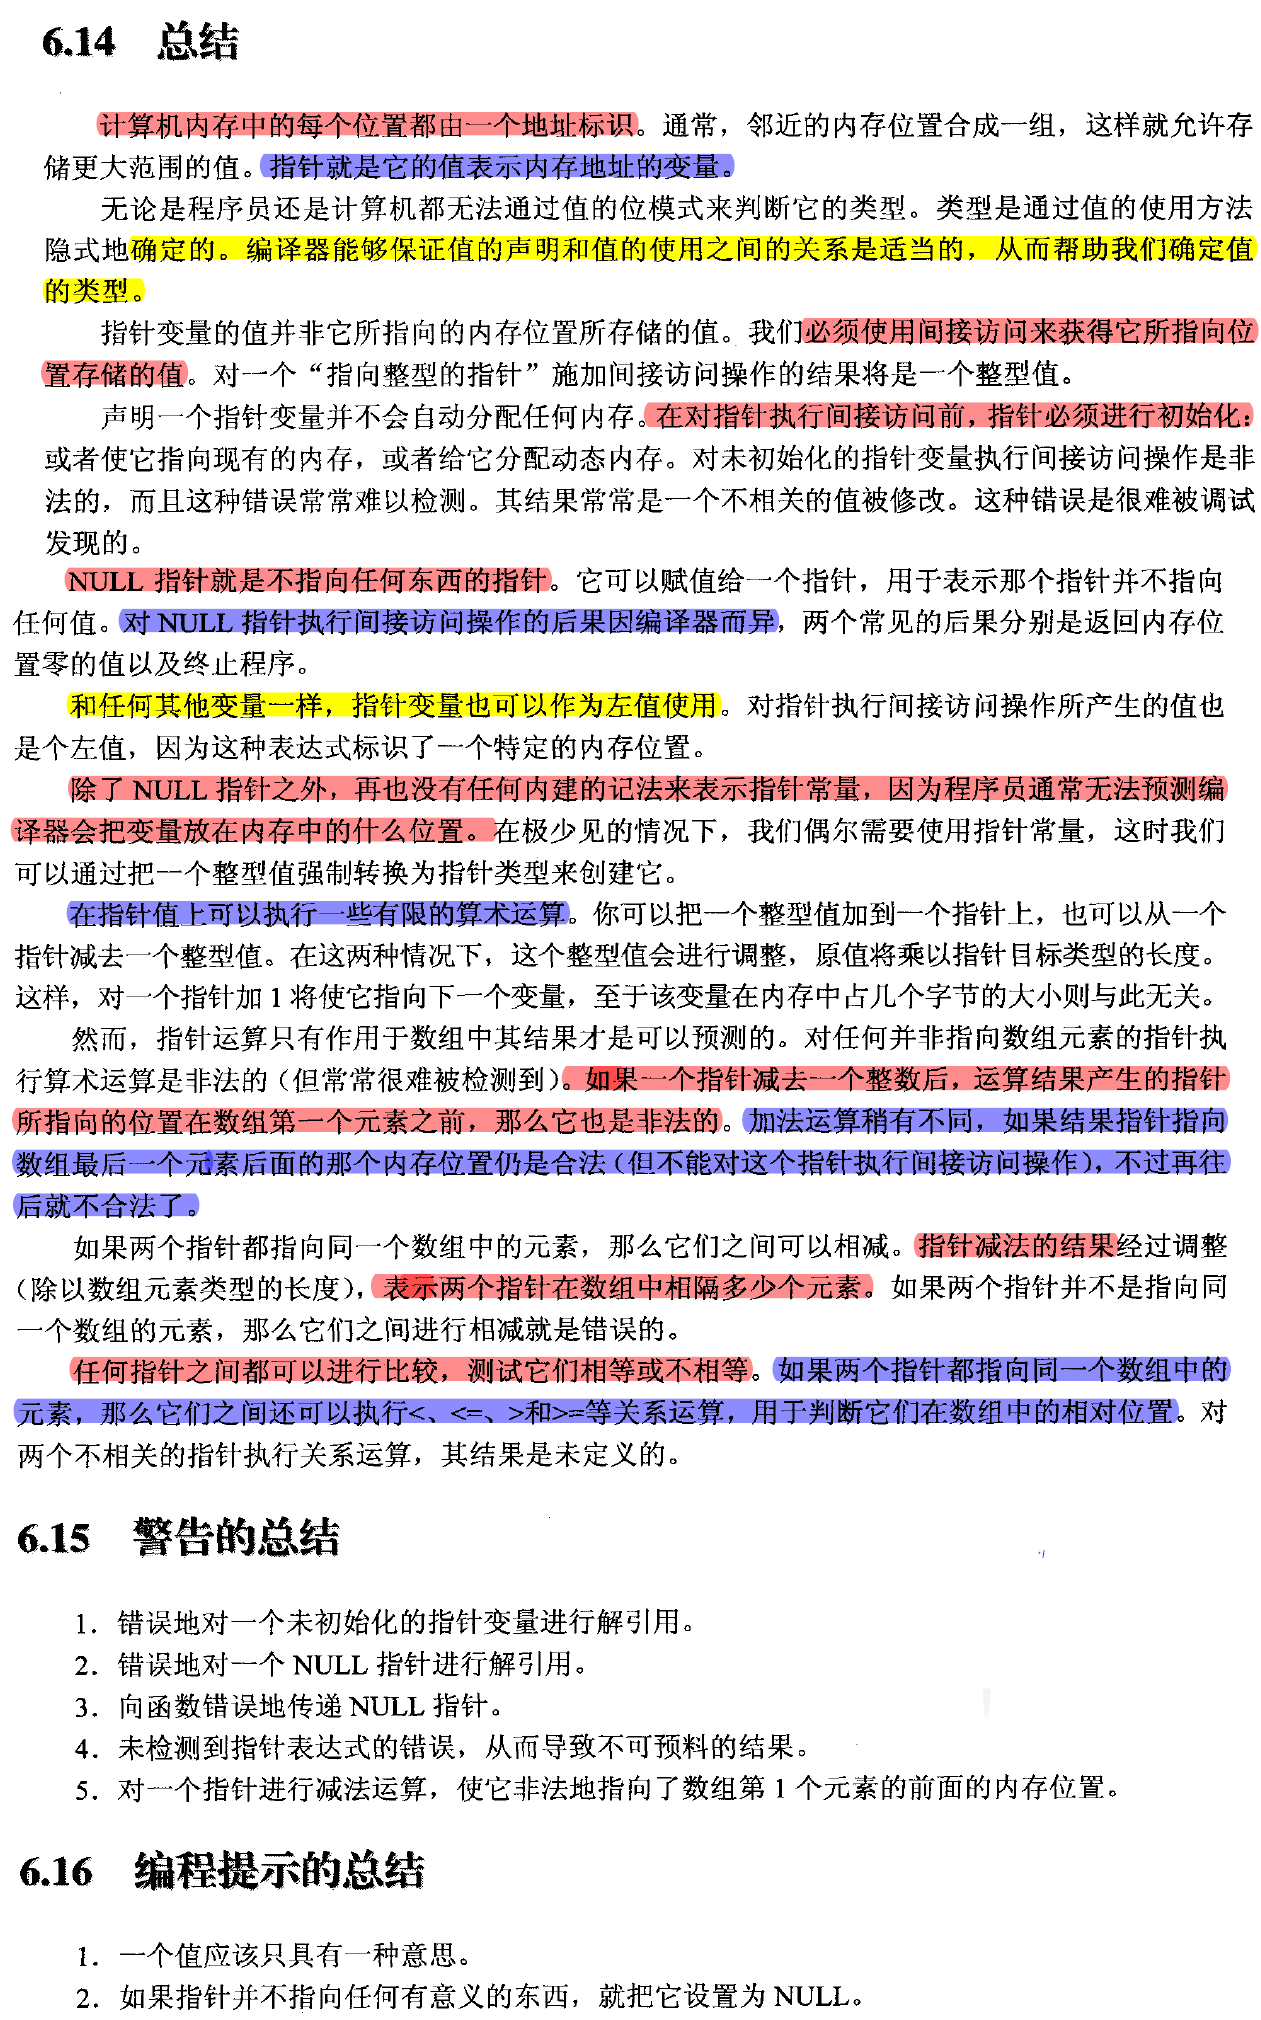 6.14 总结
计算机内存中的每个位置都由一个地址标识。通常，邻近的内存位置合成一组，这样就允许存
储更大范围的值。指针就是它的值表示内存地址的变量。
无论是程序员还是计算机都无法通过值的位模式来判断它的类型。类型是通过值的使用方法
隐式地确定的。编译器能够保证值的声明和值的使用之间的关系是适当的，从而帮助我们确定值
的类型。
指针变量的值并非它所指向的内存位置所存储的值。我们必须使用间接访问来获得它所指向位
置存储的值。对一个“指向整型的指针”施加间接访问操作的结果将是一个整型值。
声明一个指针变量并不会自动分配任何内存。在对指针执行间接访问前，指针必须进行初始化：
或者使它指向现有的内存，或者给它分配动态内存。对未初始化的指针变量执行间接访问操作是非
法的，而且这种错误常常难以检测。其结果常常是一个不相关的值被修改。这种错误是很难被调试
发现的。
NULL 指针就是不指向任何东西的指针。它可以赋值给一个指针，用于表示那个指针并不指向
任何值。对 NULL 指针执行间接访问操作的后果因编译器而异，两个常见的后果分别是返回内存位
置零的值以及终止程序。
和任何其他变量一样，指针变量也可以作为左值使用。对指针执行间接访问操作所产生的值也
是个左值，因为这种表达式标识了一个特定的内存位置。
除了 NULL 指针之外，再也没有任何内建的记法来表示指针常量，因为程序员通常无法预测编
译器会把变量放在内存中的什么位置。在极少见的情况下，我们偶尔需要使用指针常量，这时我们
可以通过把一个整型值强制转换为指针类型来创建它。
在指针值上可以执行一些有限的算术运算。你可以把一个整型值加到一个指针上，也可以从一个
指针减去一个整型值。在这两种情况下，这个整型值会进行调整，原值将乘以指针目标类型的长度。
这样，对一个指针加 1 将使它指向下一个变量，至于该变量在内存中占几个字节的大小则与此无关。
然而，指针运算只有作用于数组中其结果才是可以预测的。对任何并非指向数组元素的指针执
行算术运算是非法的（但常常很难被检测到）。如果一个指针减去一个整数后，运算结果产生的指针
所指向的位置在数组第一个元素之前，那么它也是非法的。加法运算稍有不同，如果结果指针指向
数组最后一个元素后面的那个内存位置仍是合法（但不能对这个指针执行间接访问操作），不过再往
后就不合法了。
如果两个指针都指向同一个数组中的元素，那么它们之间可以相减。指针减法的结果经过调整
（除以数组元素类型的长度），表示两个指针在数组中相隔多少个元素。如果两个指针并不是指向同
一个数组的元素，那么它们之间进行相减就是错误的。
任何指针之间都可以进行比较，测试它们相等或不相等。如果两个指针都指向同一个数组中的
元素，那么它们之间还可以执行<、<=、>和>=等关系运算，用于判断它们在数组中的相对位置。对
两个不相关的指针执行关系运算，其结果是未定义的。
6.15 警告的总结
1．错误地对一个未初始化的指针变量进行解引用。
2．错误地对一个 NULL 指针进行解引用。
3．向函数错误地传递 NULL 指针。
4．未检测到指针表达式的错误，从而导致不可预料的结果。
5．对一个指针进行减法运算，使它非法地指向了数组第 1 个元素的前面的内存位置。
6.16 编程提示的总结
1．一个值应该只具有一种意思。
2．如果指针并不指向任何有意义的东西，就把它设置为 NULL。